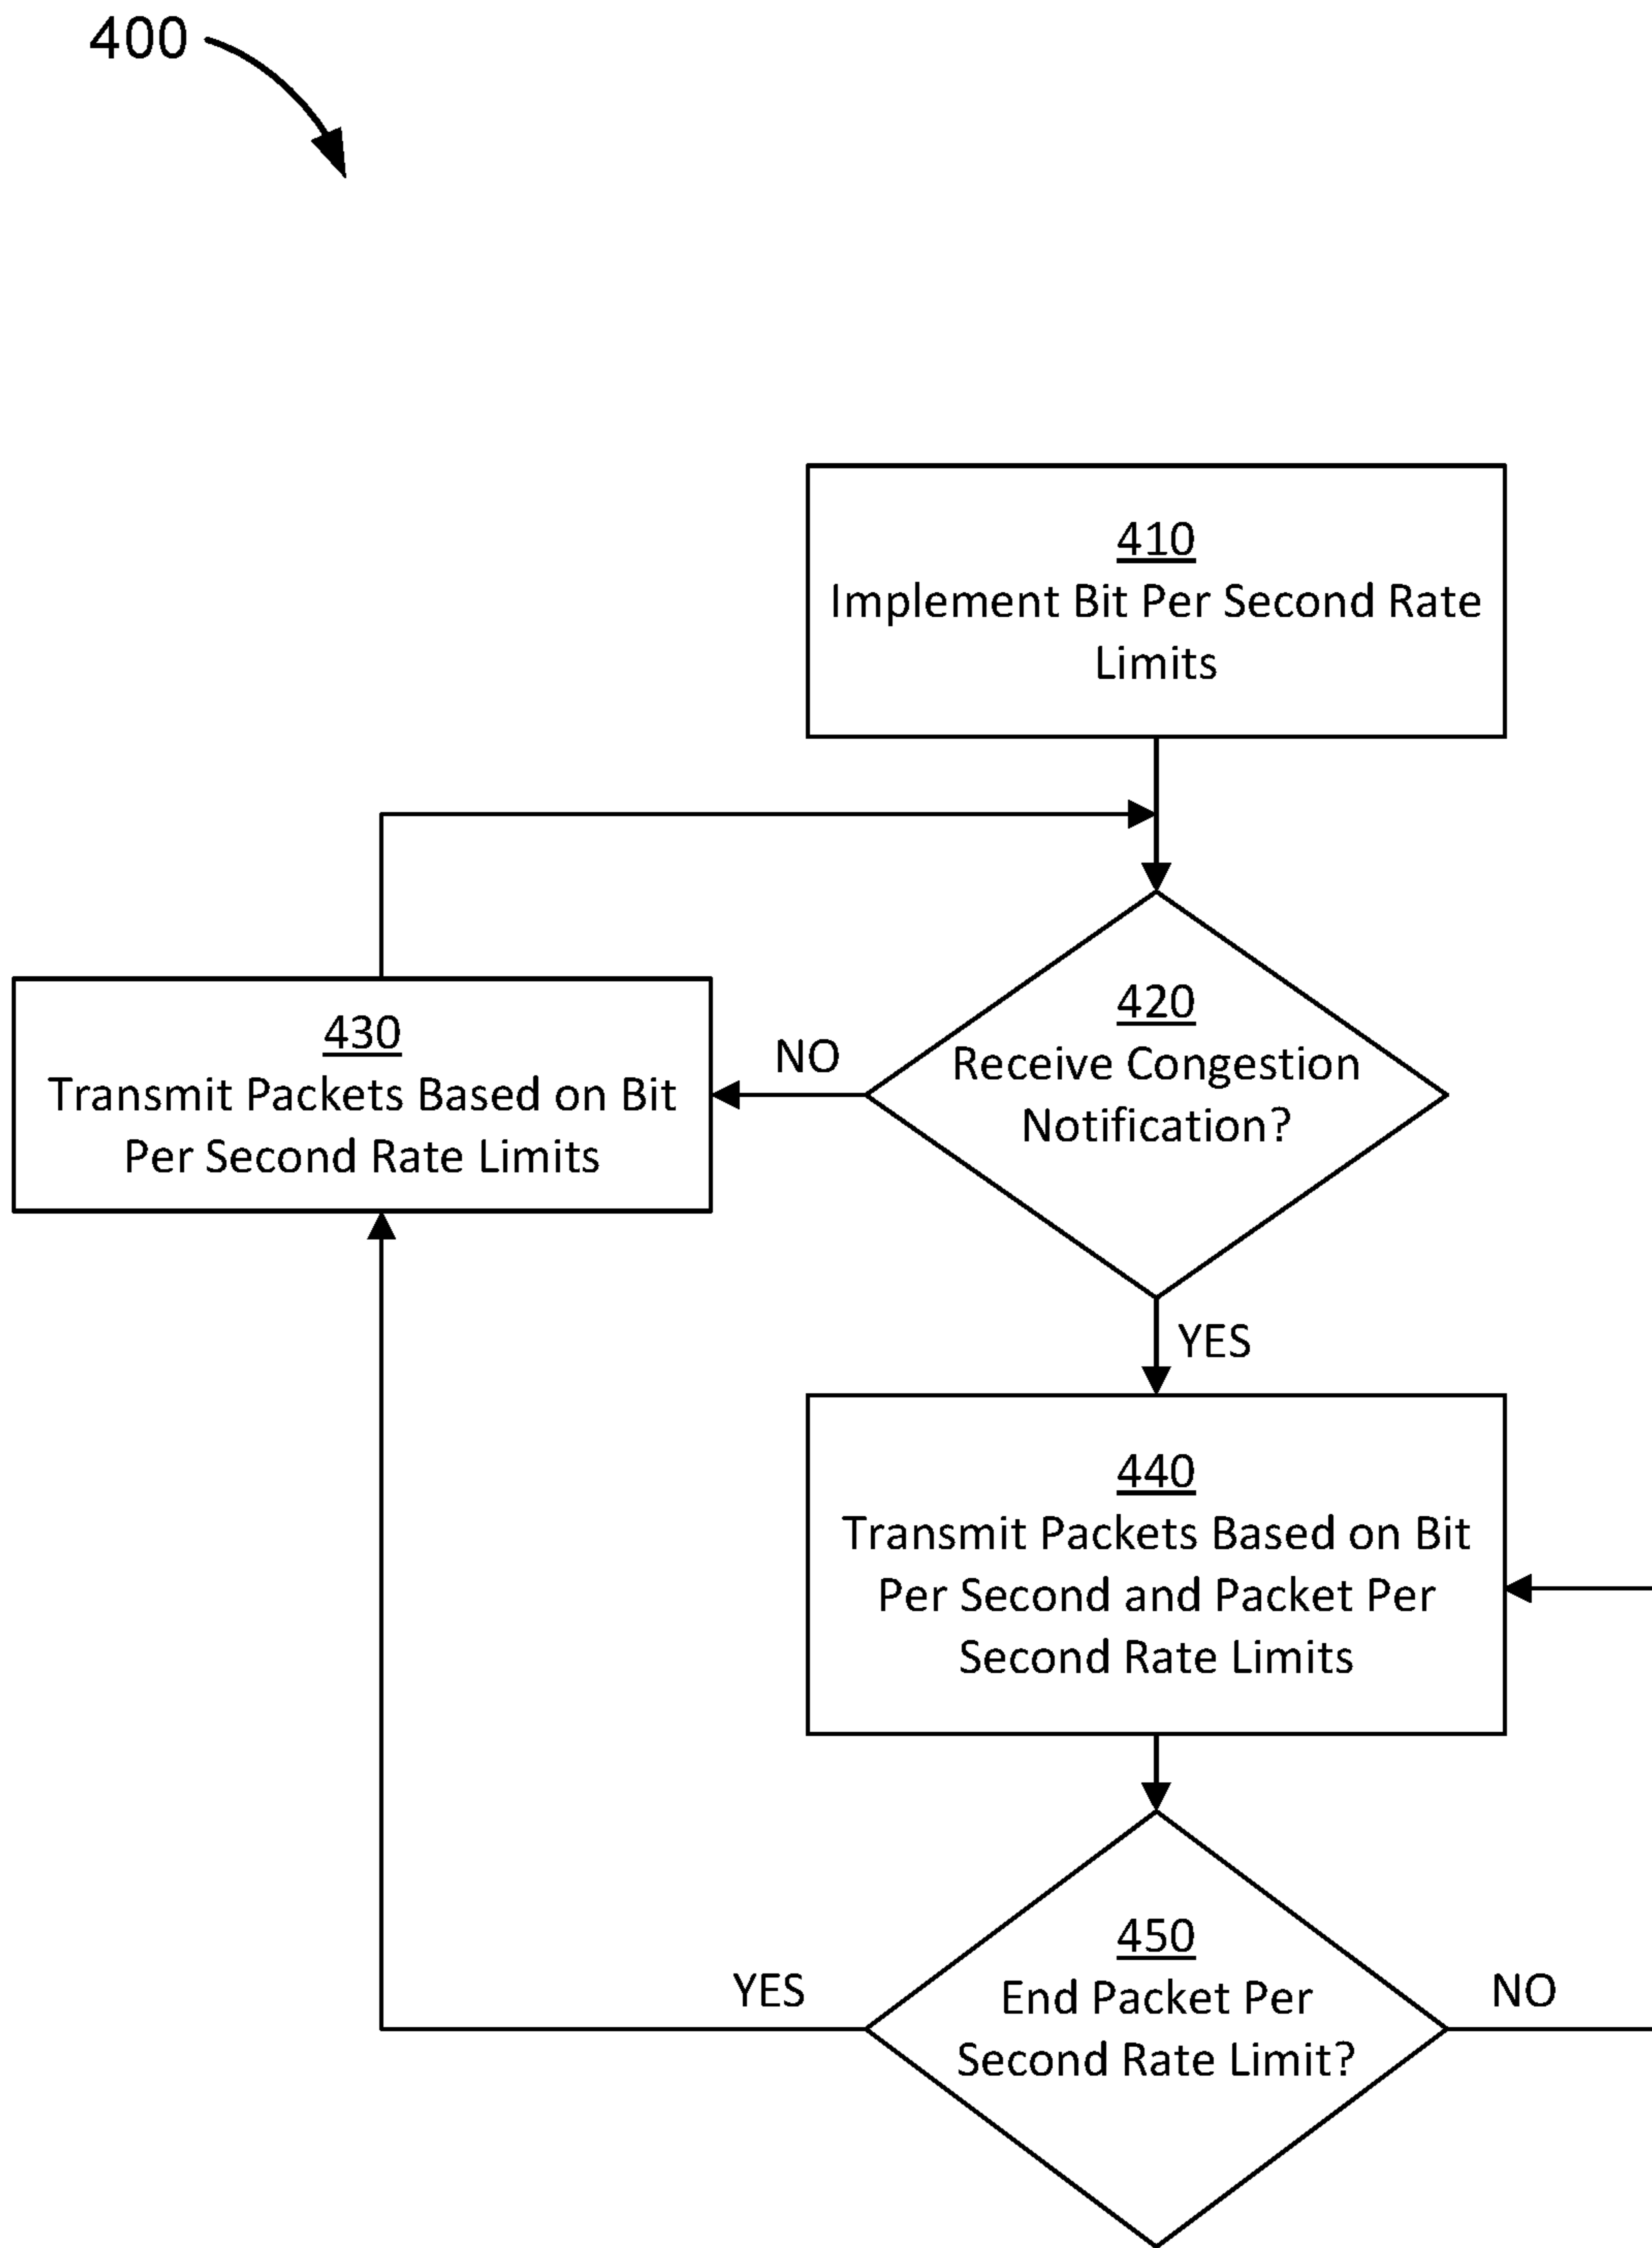 400
410
Implement Bit Per Second Rate
Limits
420
Receive Congestion
Notification?
NO
430
Transmit Packets Based on Bit
Per Second Rate Limits
YES
440
Transmit Packets Based on Bit
Per Second and Packet Per
Second Rate Limits
450
End Packet Per
Second Rate Limit?
YES
NO